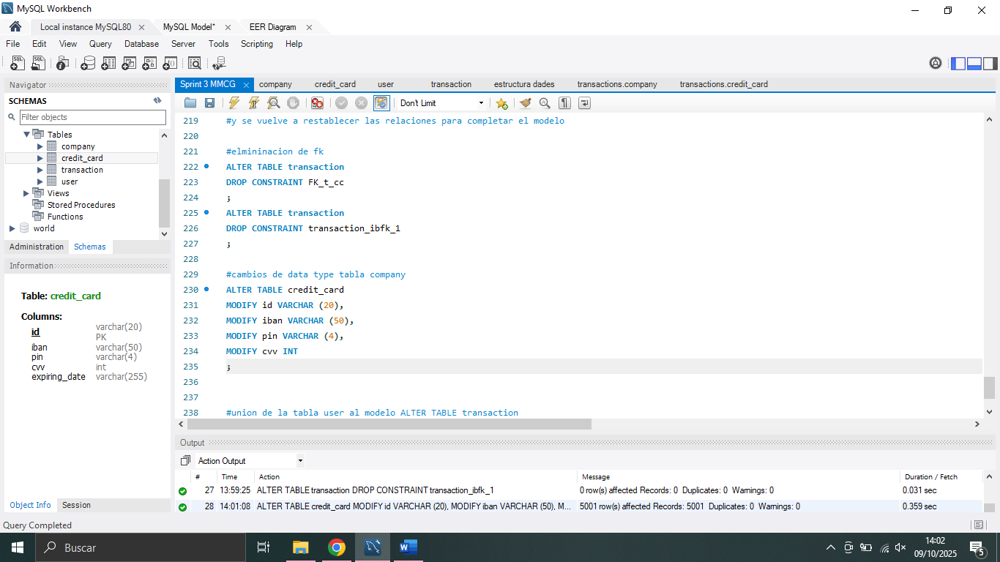 MySQL Workbench
Local instance MySQL80
MySQL Model*
EER Diagram
File Edit View Query Database Server Tools Scripting Help
Navigator
SCHEMAS
Filter objects
Tables
company
credit_card
transaction
user
Views
Stored Procedures
Functions
world
Administration Schemas
Information
Table: credit_card
Columns:
id varchar(20) PK
iban varchar(50)
pin varchar(4)
cvv int
expiring_date varchar(255)
Object Info Session
Sprint 3 MMCG company credit_card user transaction estructura dades transactions.company transactions.credit_card
Don't Limit
219 #y se vuelve a restablecer las relaciones para completar el modelo
220
221 #elmininacion de fk
222 ALTER TABLE transaction
223 DROP CONSTRAINT FK_t_cc
224 ;
225 ALTER TABLE transaction
226 DROP CONSTRAINT transaction_ibfk_1
227 ;
228
229 #cambios de data type tabla company
230 ALTER TABLE credit_card
231 MODIFY id VARCHAR (20),
232 MODIFY iban VARCHAR (50),
233 MODIFY pin VARCHAR (4),
234 MODIFY cvv INT
235 ;
236
237
238 #union de la tabla user al modelo ALTER TABLE transaction
Output
Action Output
# Time Action Message Duration / Fetch
27 13:59:25 ALTER TABLE transaction DROP CONSTRAINT transaction_ibfk_1 0 row(s) affected Records: 0 Duplicates: 0 Warnings: 0 0.031 sec
28 14:01:08 ALTER TABLE credit_card MODIFY id VARCHAR (20), MODIFY iban VARCHAR (50), M... 5001 row(s) affected Records: 5001 Duplicates: 0 Warnings: 0 0.359 sec
Query Completed
Buscar
14:02
09/10/2025
5